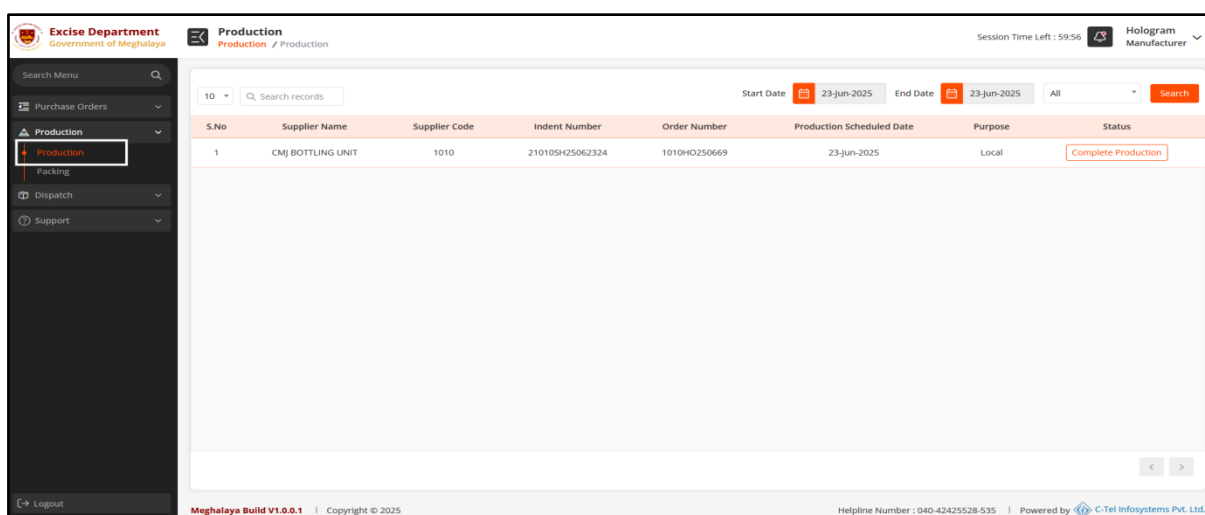 Excise Department
Government of Meghalaya
Production
Production / Production
Session Time Left : 59:56
Hologram
Manufacturer
Search Menu
Purchase Orders
Production
Production
Packing
Dispatch
Support
Logout
10
Search records
Start Date 23-Jun-2025 End Date 23-Jun-2025 All Search
S.No Supplier Name Supplier Code Indent Number Order Number Production Scheduled Date Purpose Status
1 CMJ BOTTLING UNIT 1010 21010SH25062324 1010HO250669 23-Jun-2025 Local Complete Production
< >
Meghalaya Build V1.0.0.1 | Copyright © 2025
Helpline Number : 040-42425528-535 | Powered by C-Tel Infosystems Pvt. Ltd.